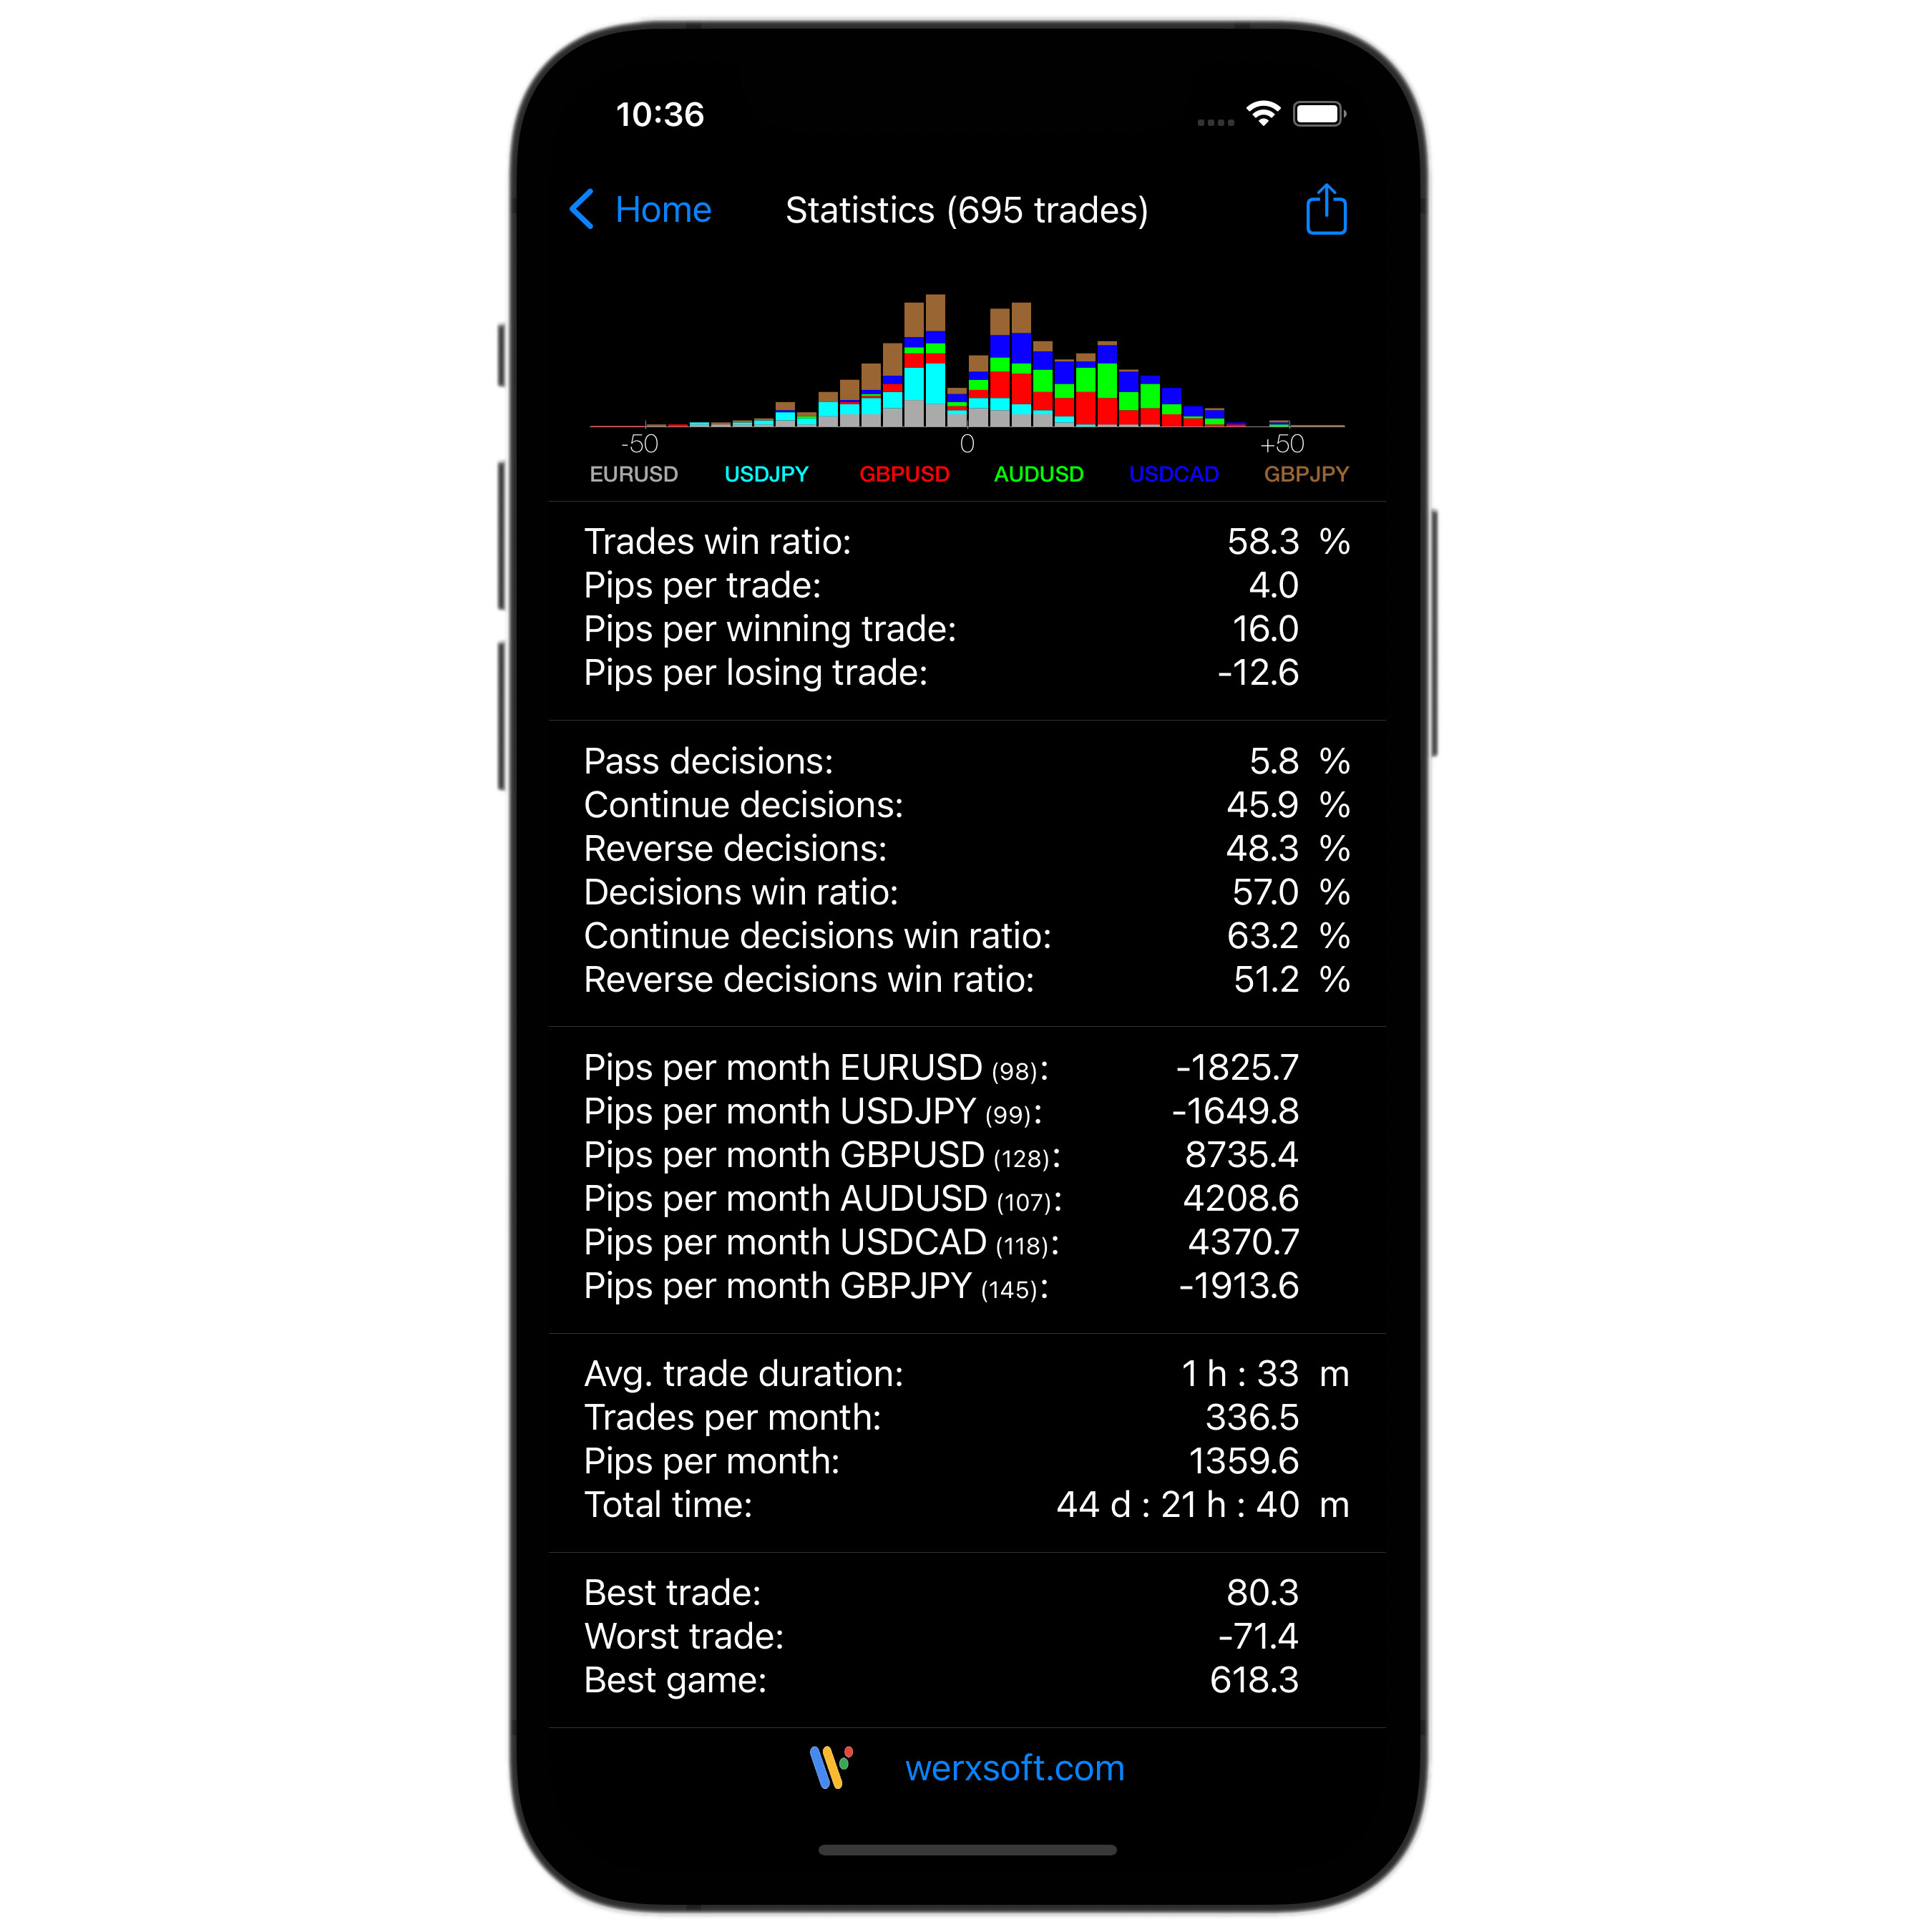 10:36
Home Statistics (695 trades)
-50 0 +50
EURUSD USDJPY GBPUSD AUDUSD USDCAD GBPJPY
Trades win ratio: 58.3 %
Pips per trade: 4.0
Pips per winning trade: 16.0
Pips per losing trade: -12.6
Pass decisions: 5.8 %
Continue decisions: 45.9 %
Reverse decisions: 48.3 %
Decisions win ratio: 57.0 %
Continue decisions win ratio: 63.2 %
Reverse decisions win ratio: 51.2 %
Pips per month EURUSD (98): -1825.7
Pips per month USDJPY (99): -1649.8
Pips per month GBPUSD (128): 8735.4
Pips per month AUDUSD (107): 4208.6
Pips per month USDCAD (118): 4370.7
Pips per month GBPJPY (145): -1913.6
Avg. trade duration: 1 h : 33 m
Trades per month: 336.5
Pips per month: 1359.6
Total time: 44 d : 21 h : 40 m
Best trade: 80.3
Worst trade: -71.4
Best game: 618.3
werxsoft.com